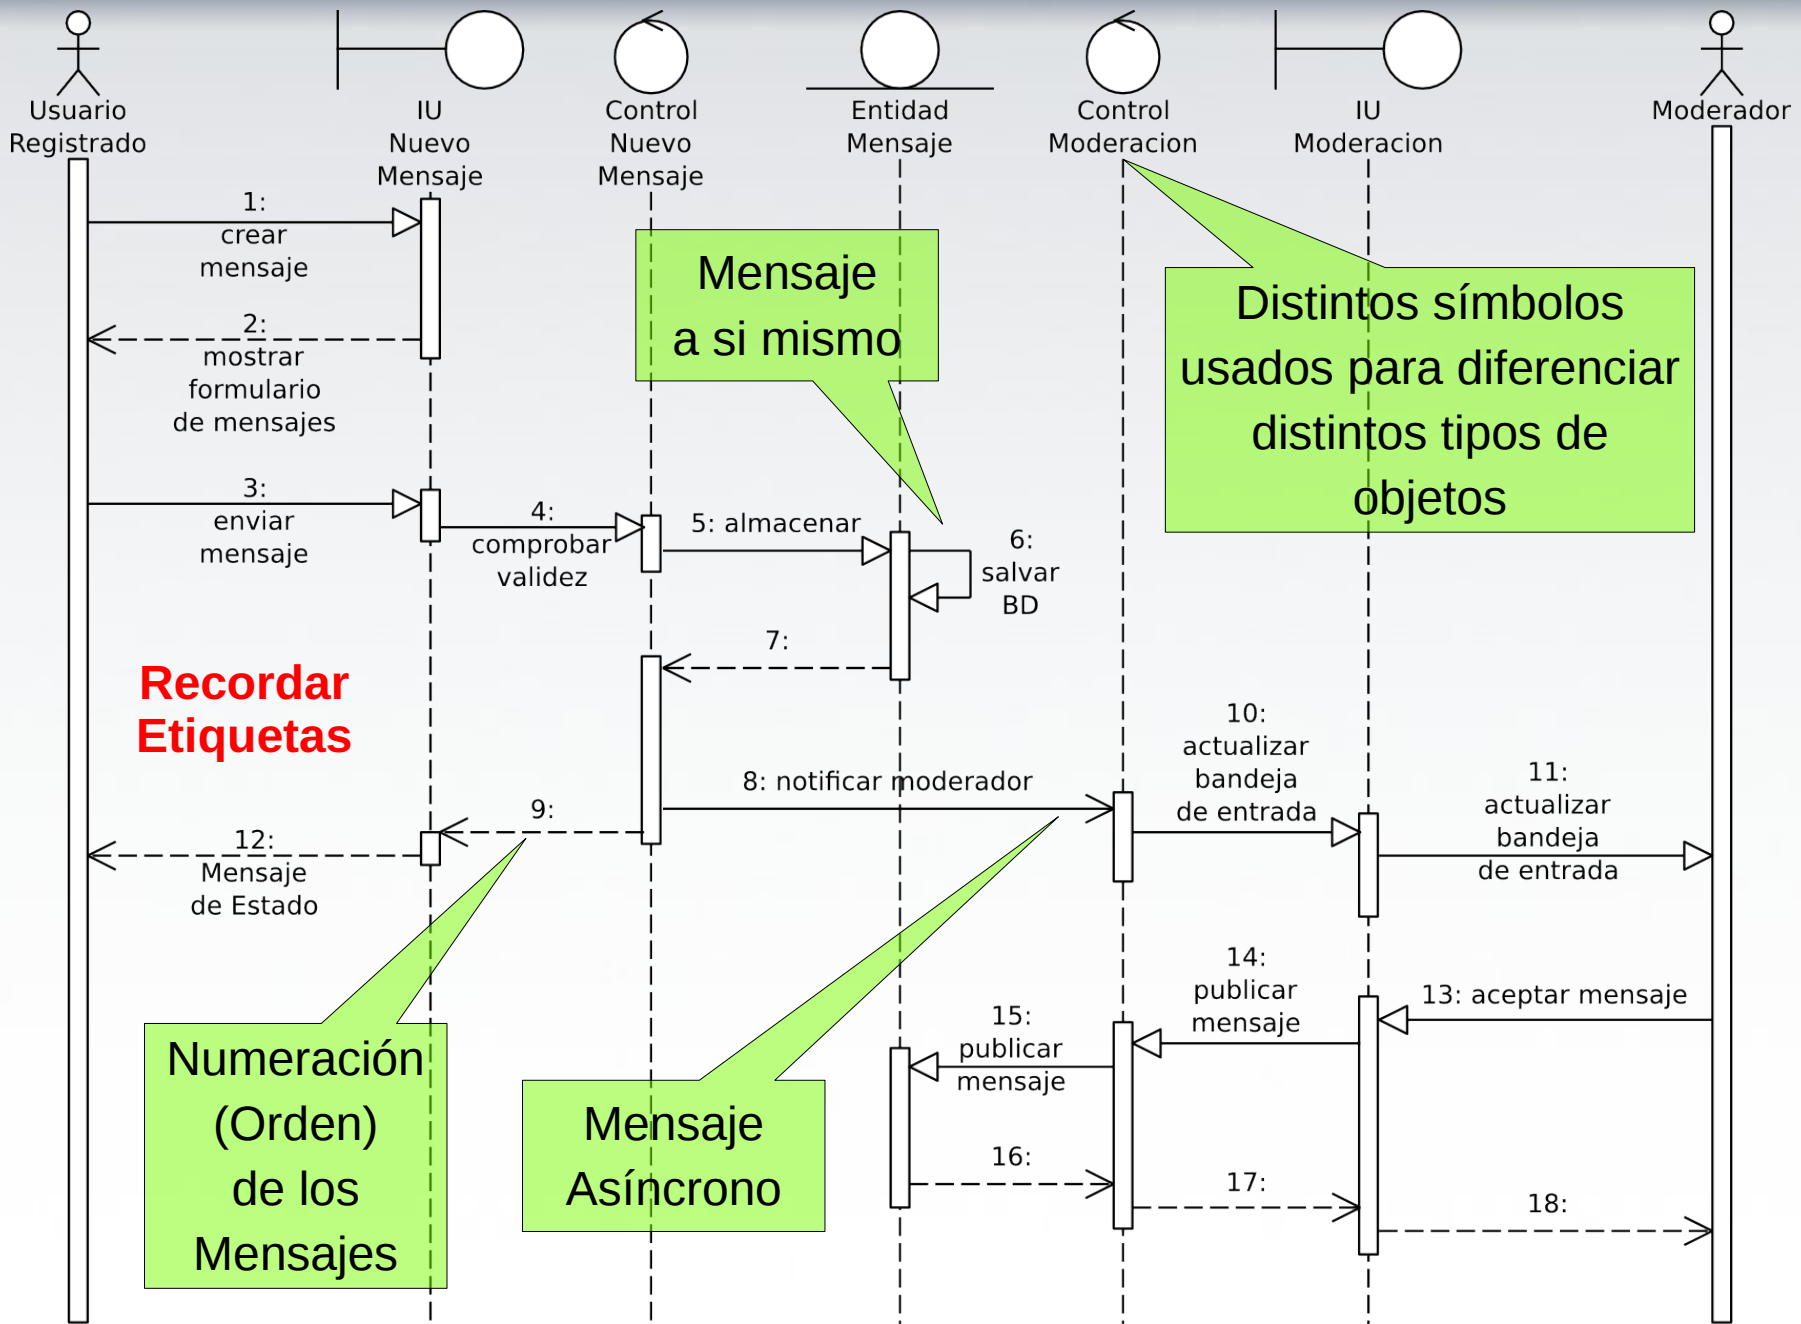 Usuario
Registrado
IU
Nuevo
Mensaje
Control
Nuevo
Mensaje
Entidad
Mensaje
Control
Moderacion
IU
Moderacion
Moderador
1:
crear
mensaje
2:
mostrar
formulario
de mensajes
Mensaje
a si mismo
Distintos símbolos
usados para diferenciar
distintos tipos de
objetos
3:
enviar
mensaje
4:
comprobar
validez
5: almacenar
6:
salvar
BD
7:
Recordar
Etiquetas
8: notificar moderador
9:
10:
actualizar
bandeja
de entrada
11:
actualizar
bandeja
de entrada
12:
Mensaje
de Estado
13: aceptar mensaje
14:
publicar
mensaje
15:
publicar
mensaje
Numeración
(Orden)
de los
Mensajes
Mensaje
Asíncrono
16:
17:
18: